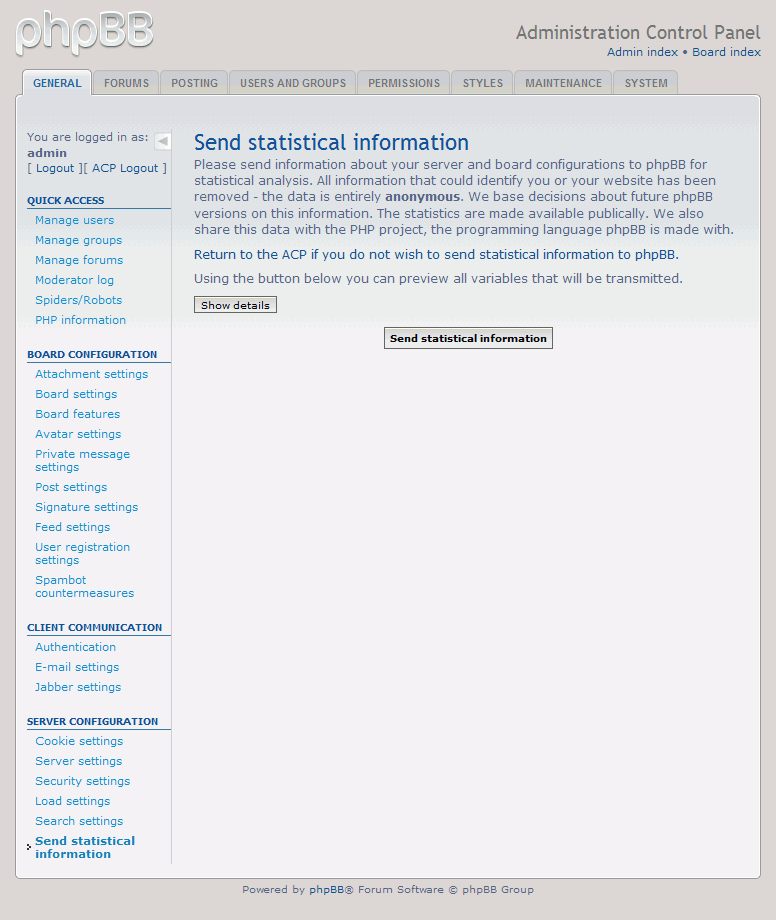 phpBB
Administration Control Panel
Admin index • Board index
GENERAL
FORUMS
POSTING
USERS AND GROUPS
PERMISSIONS
STYLES
MAINTENANCE
SYSTEM
You are logged in as:
admin
[ Logout ][ ACP Logout ]
QUICK ACCESS
Manage users
Manage groups
Manage forums
Moderator log
Spiders/Robots
PHP information
BOARD CONFIGURATION
Attachment settings
Board settings
Board features
Avatar settings
Private message
settings
Post settings
Signature settings
Feed settings
User registration
settings
Spambot
countermeasures
CLIENT COMMUNICATION
Authentication
E-mail settings
Jabber settings
SERVER CONFIGURATION
Cookie settings
Server settings
Security settings
Load settings
Search settings
Send statistical
information
Send statistical information
Please send information about your server and board configurations to phpBB for
statistical analysis. All information that could identify you or your website has been
removed - the data is entirely anonymous. We base decisions about future phpBB
versions on this information. The statistics are made available publically. We also
share this data with the PHP project, the programming language phpBB is made with.
Return to the ACP if you do not wish to send statistical information to phpBB.
Using the button below you can preview all variables that will be transmitted.
Show details
Send statistical information
Powered by phpBB® Forum Software © phpBB Group